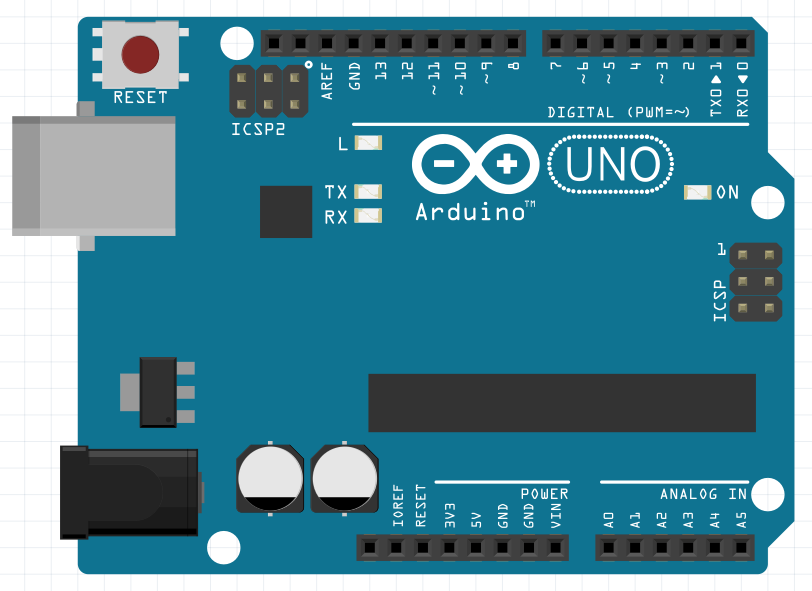 RESET
ICSP2
AREF
GND
13
12
~11
~10
~9
8
7
~6
~5
4
~3
2
TX0▶1
RX0◀0
DIGITAL (PWM=~)
L
TX
RX
Arduino™
UNO
ON
1
ICSP
POWER
ANALOG IN
IOREF
RESET
3V3
5V
GND
GND
VIN
A0
A1
A2
A3
A4
A5